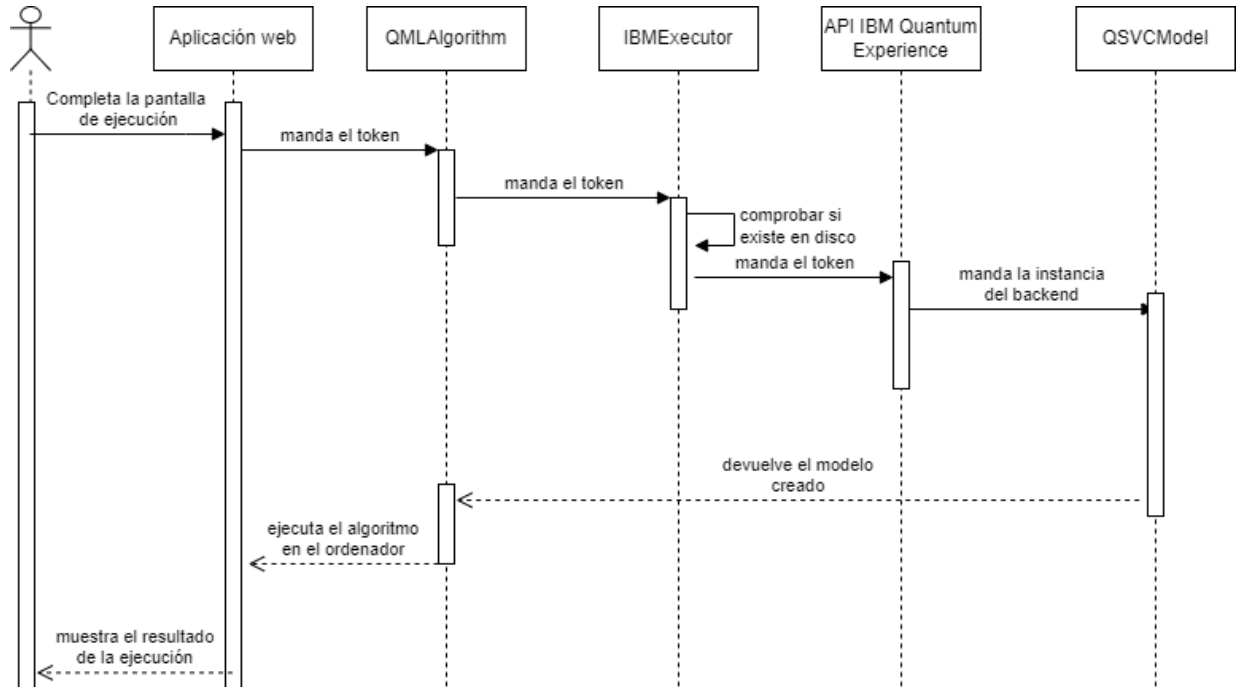 Aplicación web
QMLAlgorithm
IBMExecutor
API IBM Quantum
Experience
QSVCModel
Completa la pantalla
de ejecución
manda el token
manda el token
comprobar si
existe en disco
manda el token
manda la instancia
del backend
devuelve el modelo
creado
ejecuta el algoritmo
en el ordenador
muestra el resultado
de la ejecución